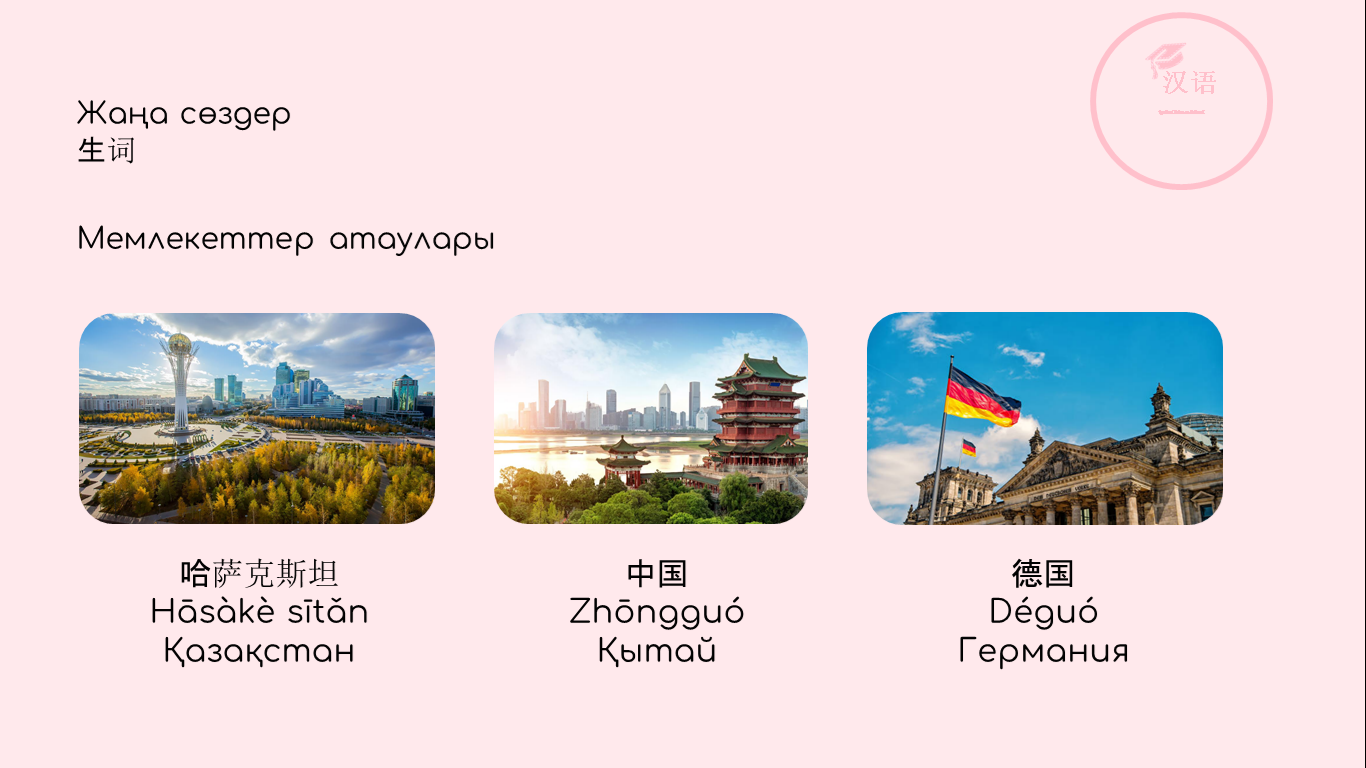 汉语
Жаңа сөздер
生词
Мемлекеттер атаулары
哈萨克斯坦
Hāsàkè sītǎn
Қазақстан
中国
Zhōngguó
Қытай
德国
Déguó
Германия